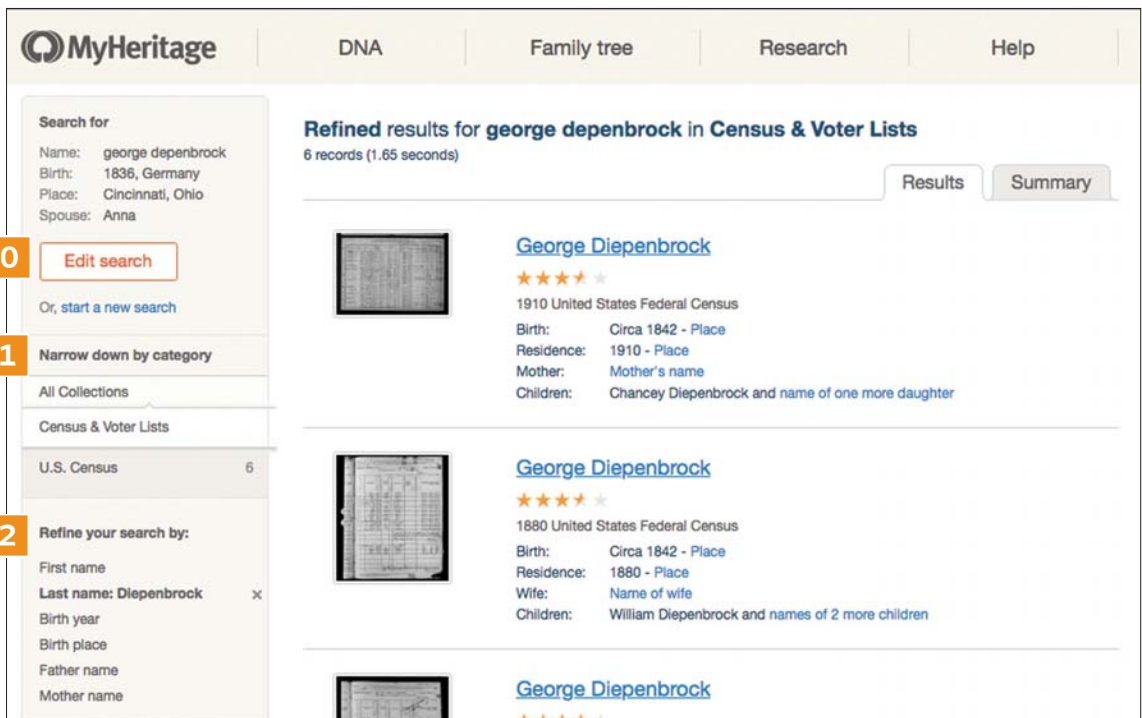 MyHeritage DNA Family tree Research Help
Search for
Name: george depenbrock
Birth: 1836, Germany
Place: Cincinnati, Ohio
Spouse: Anna
0
Edit search
Or, start a new search
1
Narrow down by category
All Collections
Census & Voter Lists
U.S. Census 6
2
Refine your search by:
First name
Last name: Diepenbrock ×
Birth year
Birth place
Father name
Mother name
Refined results for george depenbrock in Census & Voter Lists
6 records (1.65 seconds)
Results Summary
George Diepenbrock
1910 United States Federal Census
Birth: Circa 1842 - Place
Residence: 1910 - Place
Mother: Mother's name
Children: Chancey Diepenbrock and name of one more daughter
George Diepenbrock
1880 United States Federal Census
Birth: Circa 1842 - Place
Residence: 1880 - Place
Wife: Name of wife
Children: William Diepenbrock and names of 2 more children
George Diepenbrock